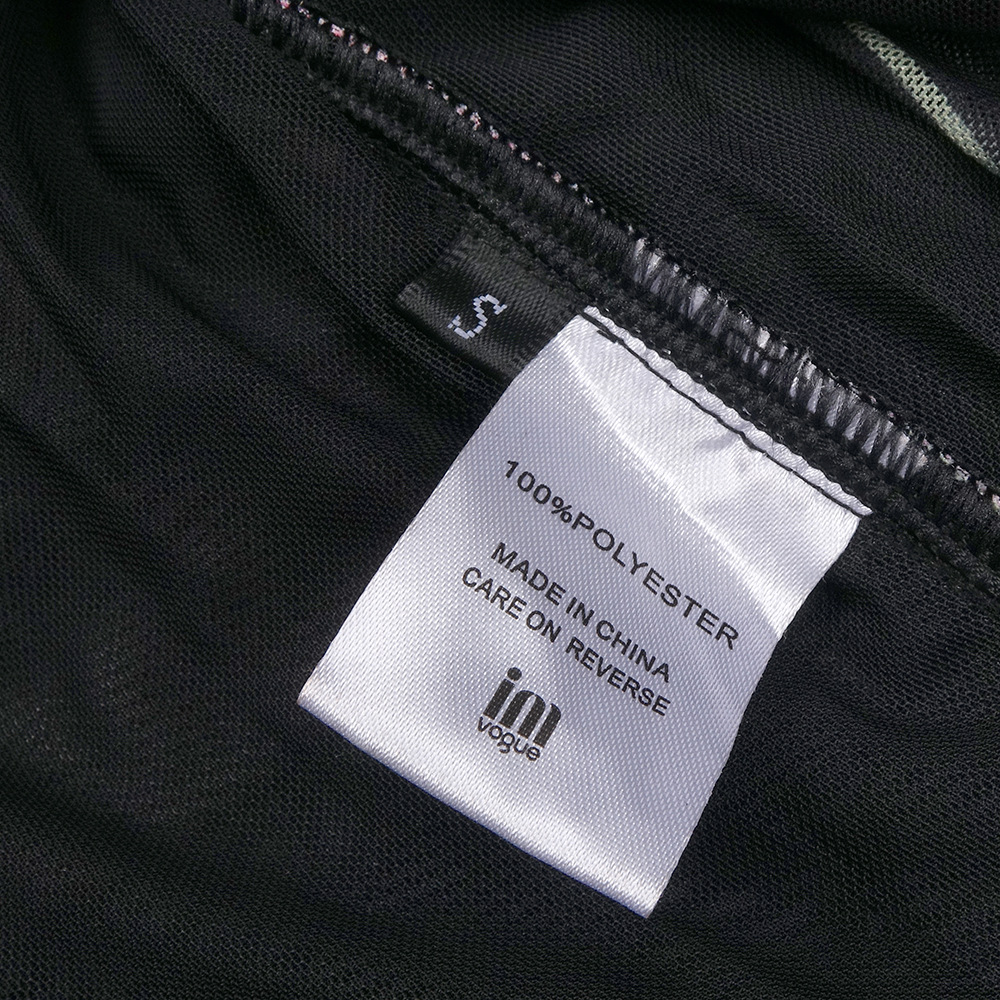 S
100%POLYESTER
MADE IN CHINA
CARE ON REVERSE
im
vogue